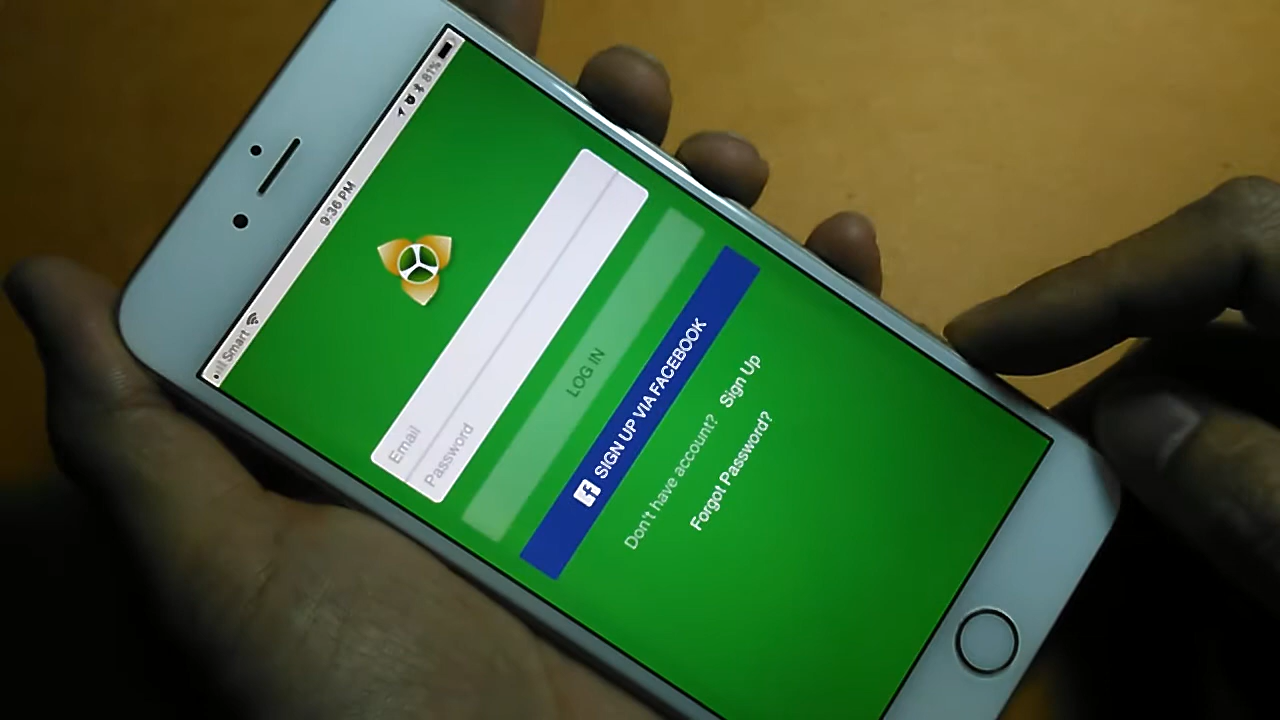 Smart 9:36 PM 81%
Email
Password
LOG IN
SIGN UP VIA FACEBOOK
Don't have account? Sign Up
Forgot Password?